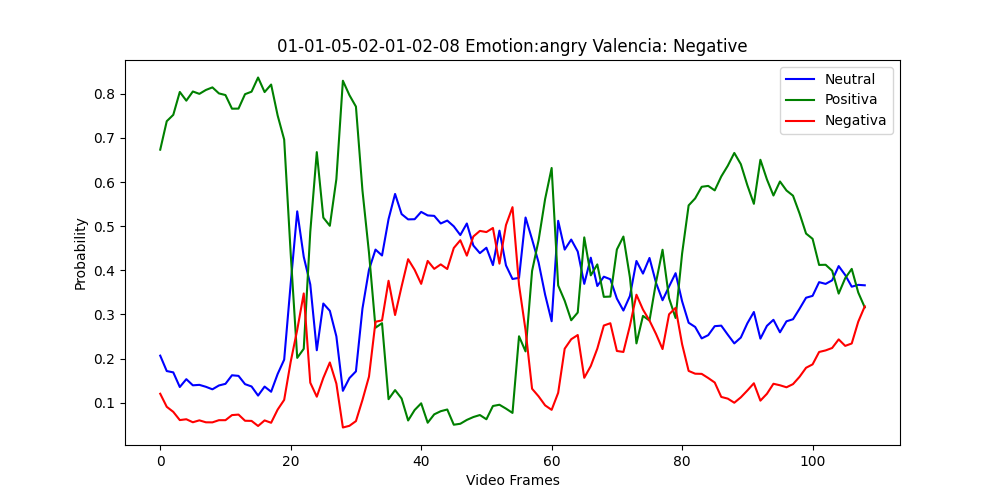 01-01-05-02-01-02-08 Emotion:angry Valencia: Negative
Neutral
Positiva
Negativa
Probability
0.8
0.7
0.6
0.5
0.4
0.3
0.2
0.1
0 20 40 60 80 100
Video Frames